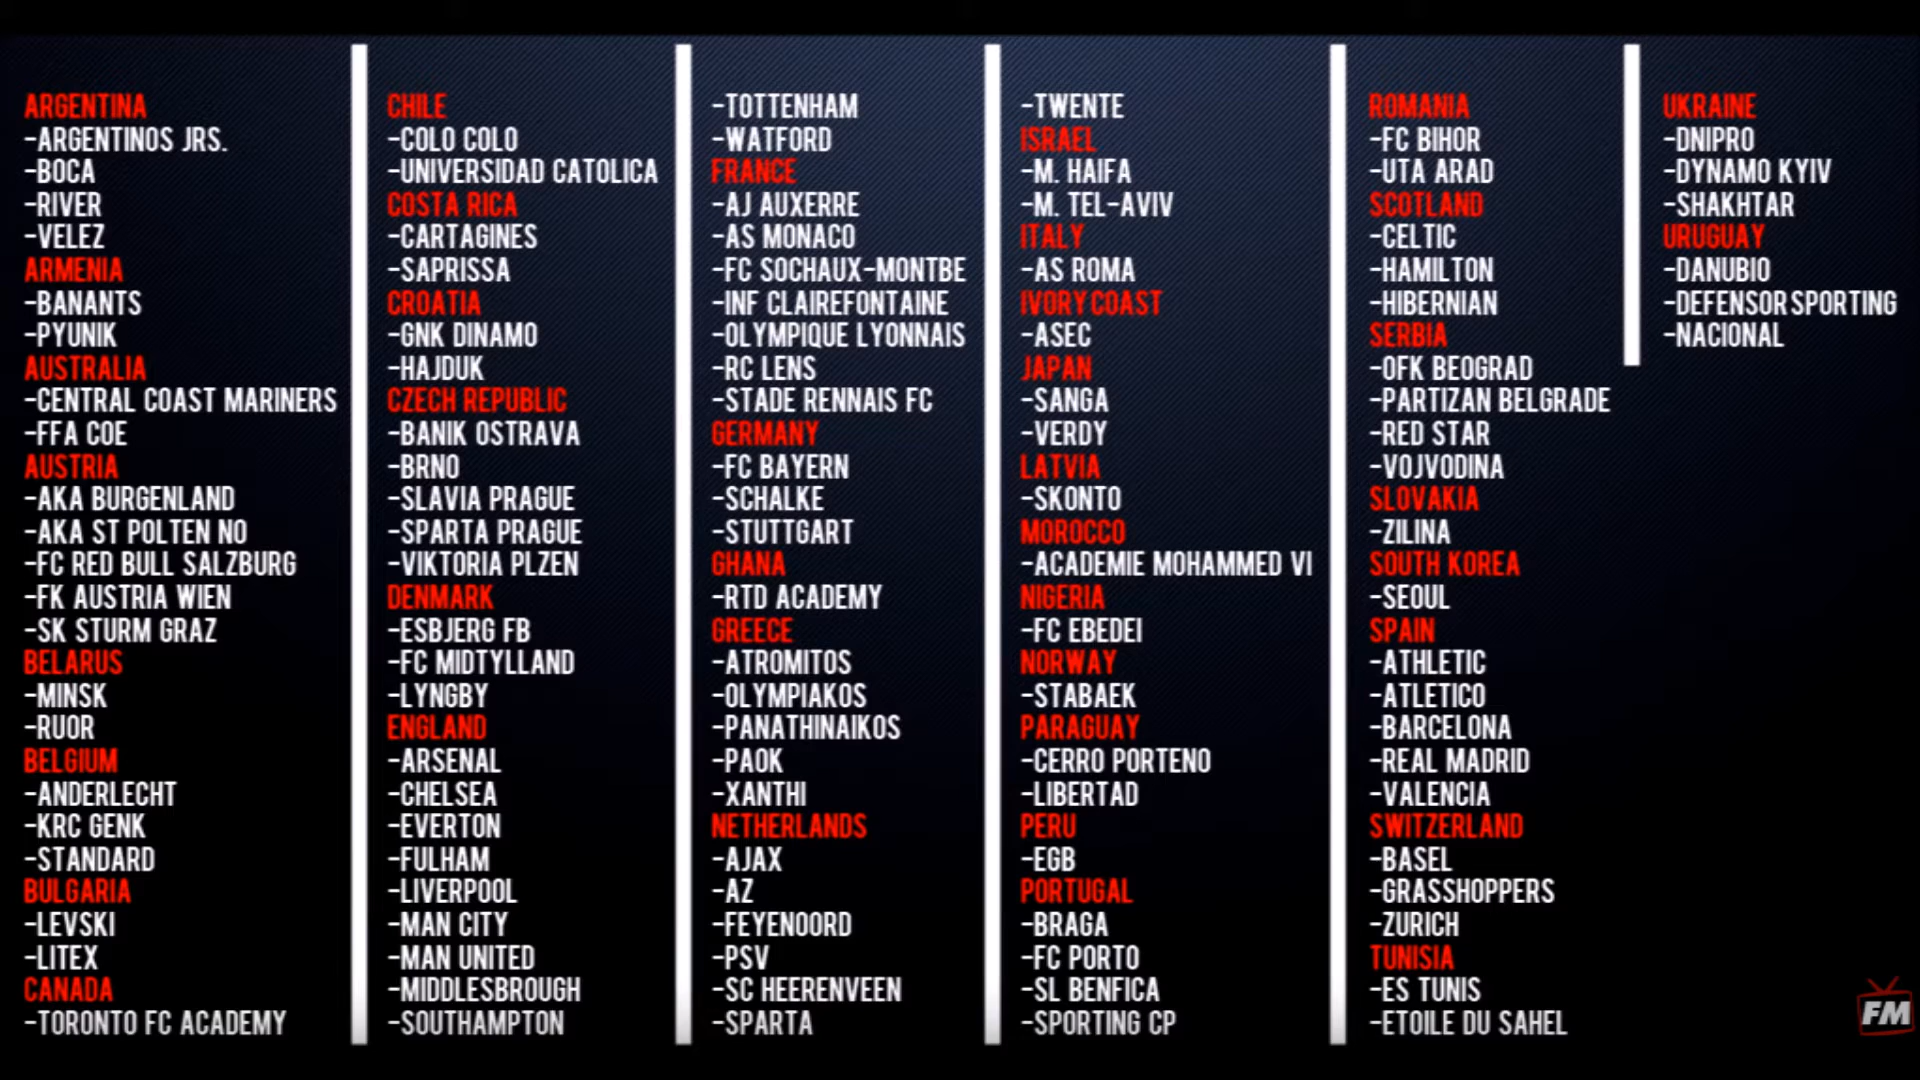 ARGENTINA
-ARGENTINOS JRS.
-BOCA
-RIVER
-VELEZ
ARMENIA
-BANANTS
-PYUNIK
AUSTRALIA
-CENTRAL COAST MARINERS
-FFA COE
AUSTRIA
-AKA BURGENLAND
-AKA ST POLTEN NO
-FC RED BULL SALZBURG
-FK AUSTRIA WIEN
-SK STURM GRAZ
BELARUS
-MINSK
-RUOR
BELGIUM
-ANDERLECHT
-KRC GENK
-STANDARD
BULGARIA
-LEVSKI
-LITEX
CANADA
-TORONTO FC ACADEMY
CHILE
-COLO COLO
-UNIVERSIDAD CATOLICA
COSTA RICA
-CARTAGINES
-SAPRISSA
CROATIA
-GNK DINAMO
-HAJDUK
CZECH REPUBLIC
-BANIK OSTRAVA
-BRNO
-SLAVIA PRAGUE
-SPARTA PRAGUE
-VIKTORIA PLZEN
DENMARK
-ESBJERG FB
-FC MIDTYLLAND
-LYNGBY
ENGLAND
-ARSENAL
-CHELSEA
-EVERTON
-FULHAM
-LIVERPOOL
-MAN CITY
-MAN UNITED
-MIDDLESBROUGH
-SOUTHAMPTON
-TOTTENHAM
-WATFORD
FRANCE
-AJ AUXERRE
-AS MONACO
-FC SOCHAUX-MONTBE
-INF CLAIREFONTAINE
-OLYMPIQUE LYONNAIS
-RC LENS
-STADE RENNAIS FC
GERMANY
-FC BAYERN
-SCHALKE
-STUTTGART
GHANA
-RTD ACADEMY
GREECE
-ATROMITOS
-OLYMPIAKOS
-PANATHINAIKOS
-PAOK
-XANTHI
NETHERLANDS
-AJAX
-AZ
-FEYENOORD
-PSV
-SC HEERENVEEN
-SPARTA
-TWENTE
ISRAEL
-M. HAIFA
-M. TEL-AVIV
ITALY
-AS ROMA
IVORY COAST
-ASEC
JAPAN
-SANGA
-VERDY
LATVIA
-SKONTO
MOROCCO
-ACADEMIE MOHAMMED VI
NIGERIA
-FC EBEDEI
NORWAY
-STABAEK
PARAGUAY
-CERRO PORTENO
-LIBERTAD
PERU
-EGB
PORTUGAL
-BRAGA
-FC PORTO
-SL BENFICA
-SPORTING CP
ROMANIA
-FC BIHOR
-UTA ARAD
SCOTLAND
-CELTIC
-HAMILTON
-HIBERNIAN
SERBIA
-OFK BEOGRAD
-PARTIZAN BELGRADE
-RED STAR
-VOJVODINA
SLOVAKIA
-ZILINA
SOUTH KOREA
-SEOUL
SPAIN
-ATHLETIC
-ATLETICO
-BARCELONA
-REAL MADRID
-VALENCIA
SWITZERLAND
-BASEL
-GRASSHOPPERS
-ZURICH
TUNISIA
-ES TUNIS
-ETOILE DU SAHEL
UKRAINE
-DNIPRO
-DYNAMO KYIV
-SHAKHTAR
URUGUAY
-DANUBIO
-DEFENSOR SPORTING
-NACIONAL
FM